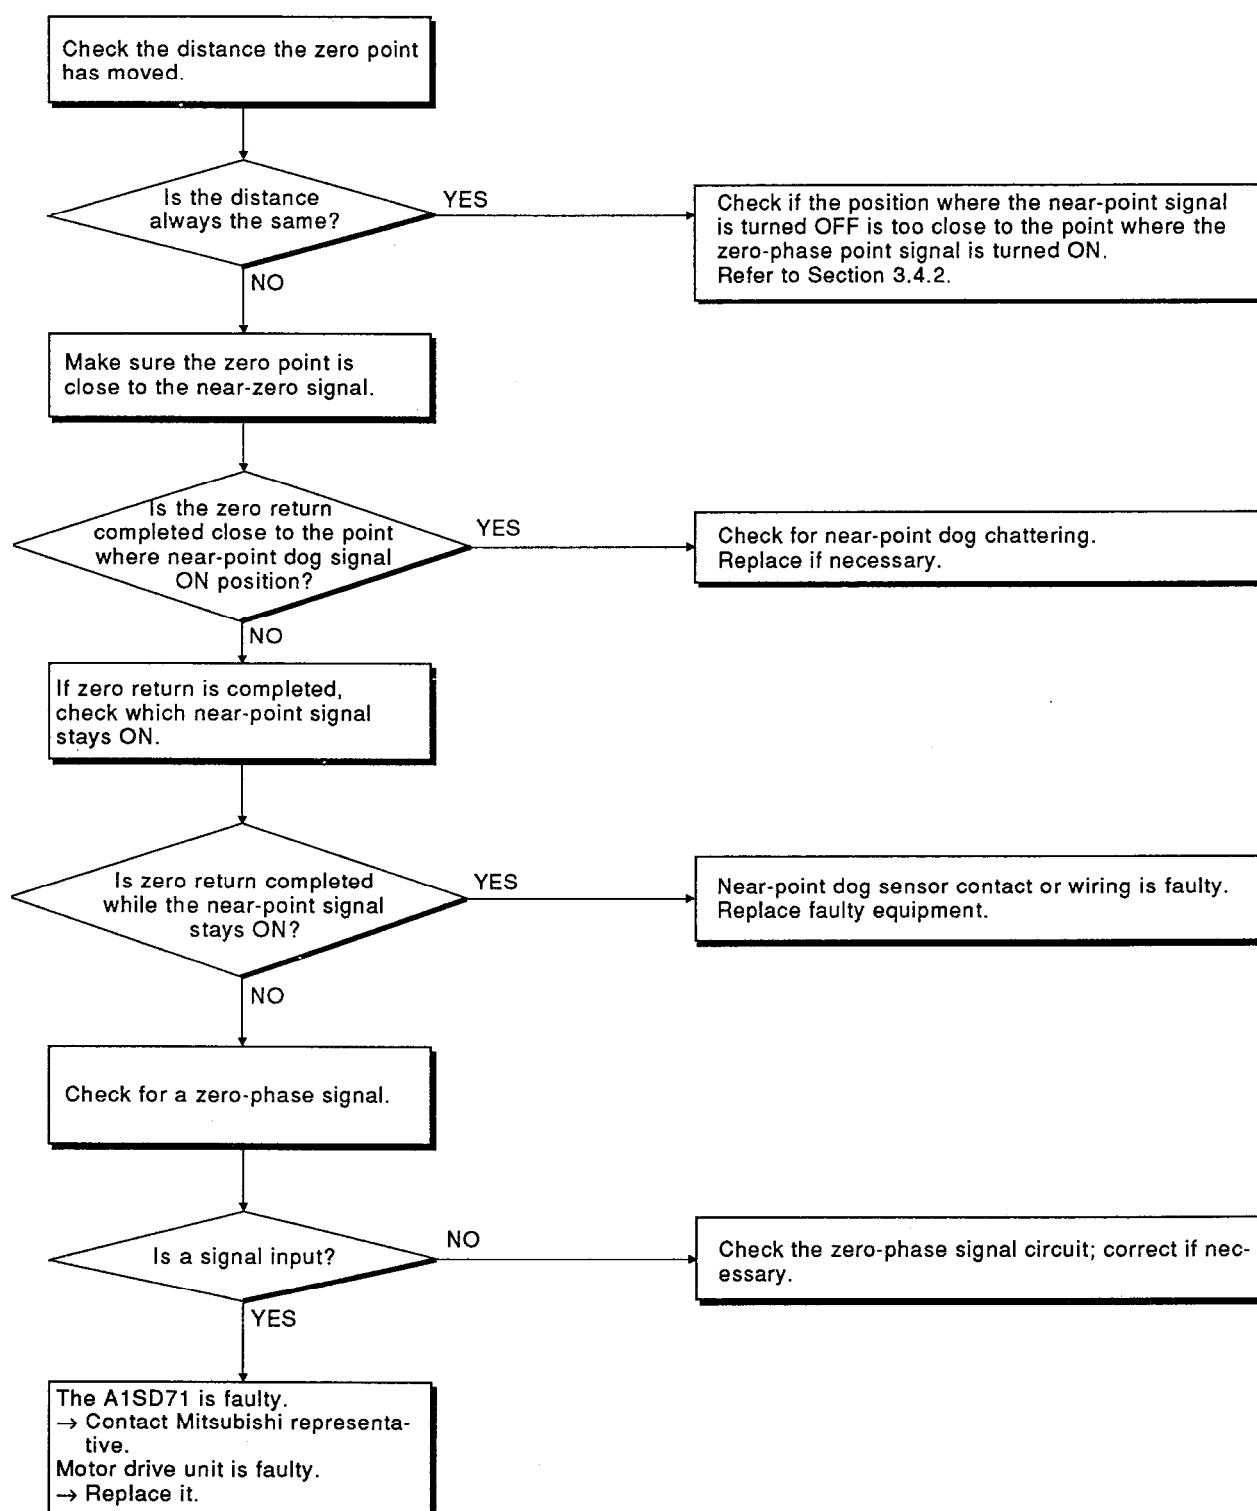 Check the distance the zero point
has moved.
Is the distance
always the same?
YES
Check if the position where the near-point signal
is turned OFF is too close to the point where the
zero-phase point signal is turned ON.
Refer to Section 3.4.2.
NO
Make sure the zero point is
close to the near-zero signal.
Is the zero return
completed close to the point
where near-point dog signal
ON position?
YES
Check for near-point dog chattering.
Replace if necessary.
NO
If zero return is completed,
check which near-point signal
stays ON.
Is zero return completed
while the near-point signal
stays ON?
YES
Near-point dog sensor contact or wiring is faulty.
Replace faulty equipment.
NO
Check for a zero-phase signal.
Is a signal input?
NO
Check the zero-phase signal circuit; correct if nec-
essary.
YES
The A1SD71 is faulty.
→ Contact Mitsubishi representa-
tive.
Motor drive unit is faulty.
→ Replace it.